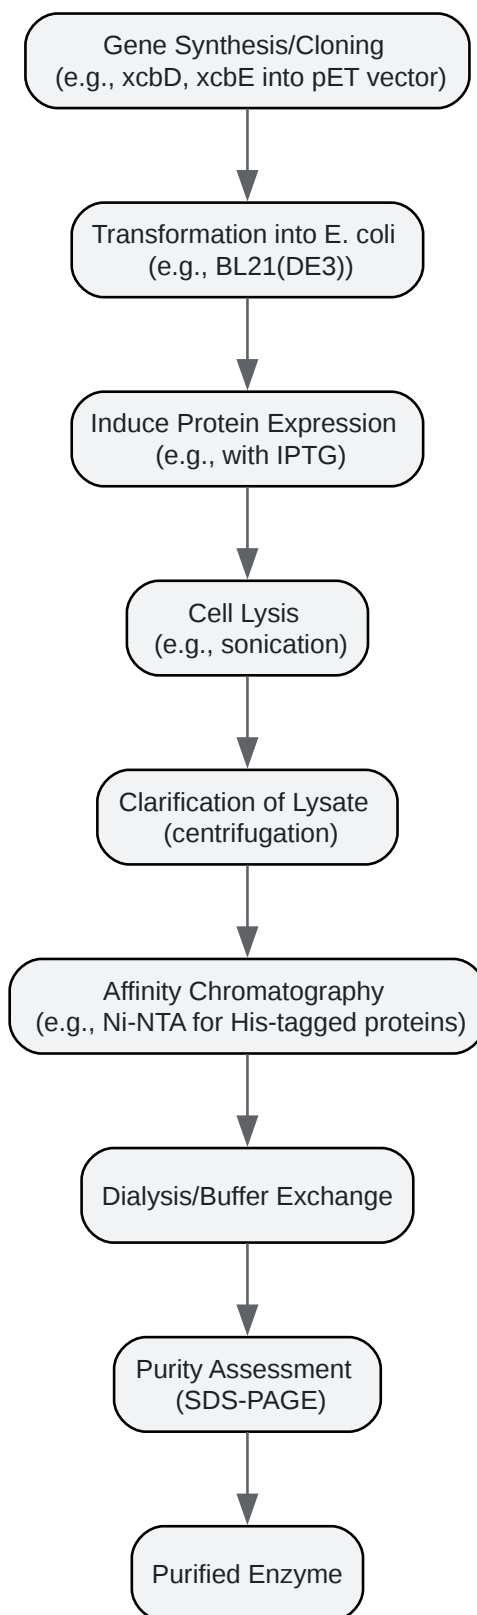 Gene Synthesis/Cloning
(e.g., xcbD, xcbE into pET vector)
Transformation into E. coli
(e.g., BL21(DE3))
Induce Protein Expression
(e.g., with IPTG)
Cell Lysis
(e.g., sonication)
Clarification of Lysate
(centrifugation)
Affinity Chromatography
(e.g., Ni-NTA for His-tagged proteins)
Dialysis/Buffer Exchange
Purity Assessment
(SDS-PAGE)
Purified Enzyme